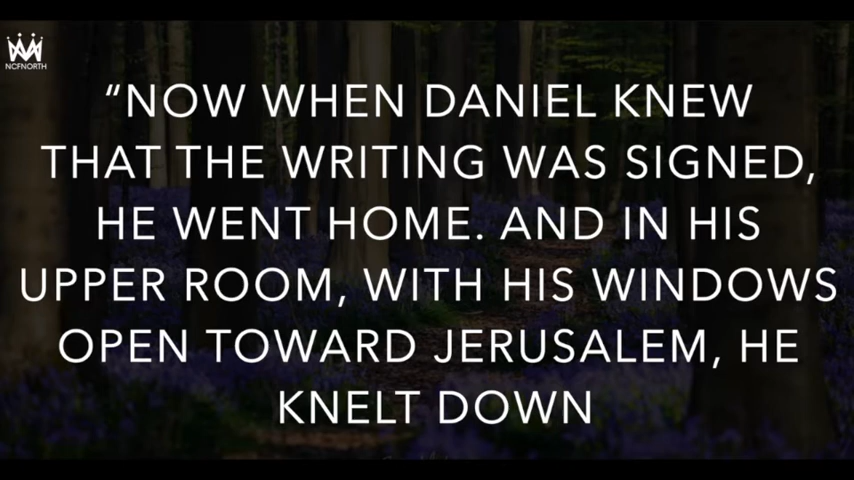 NCFNORTH
“NOW WHEN DANIEL KNEW
THAT THE WRITING WAS SIGNED,
HE WENT HOME. AND IN HIS
UPPER ROOM, WITH HIS WINDOWS
OPEN TOWARD JERUSALEM, HE
KNELT DOWN